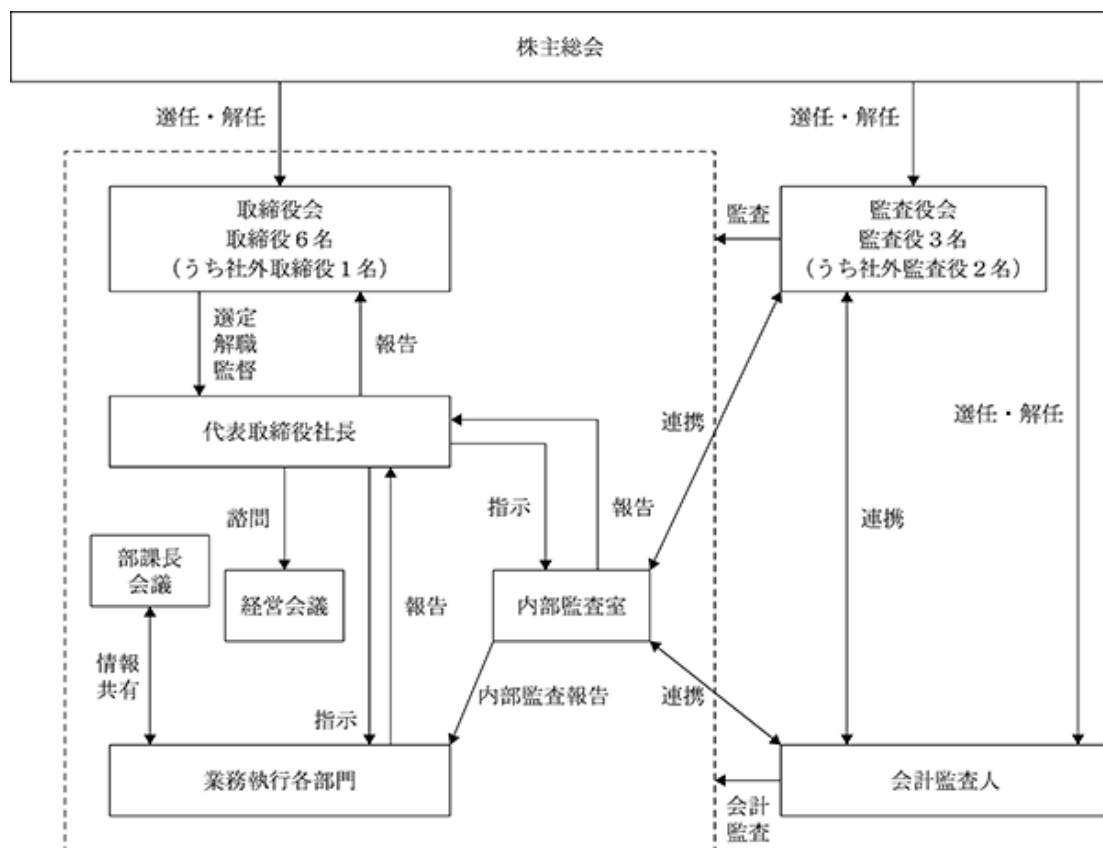 株主総会
選任・解任
選任・解任
取締役会
取締役6名
（うち社外取締役1名）
監査
監査役会
監査役3名
（うち社外監査役2名）
選定
解職
監督
報告
代表取締役社長
連携
選任・解任
諮問
指示
報告
連携
部課長
会議
経営会議
報告
内部監査室
情報
共有
内部監査報告
連携
指示
業務執行各部門
会計監査人
会計
監査